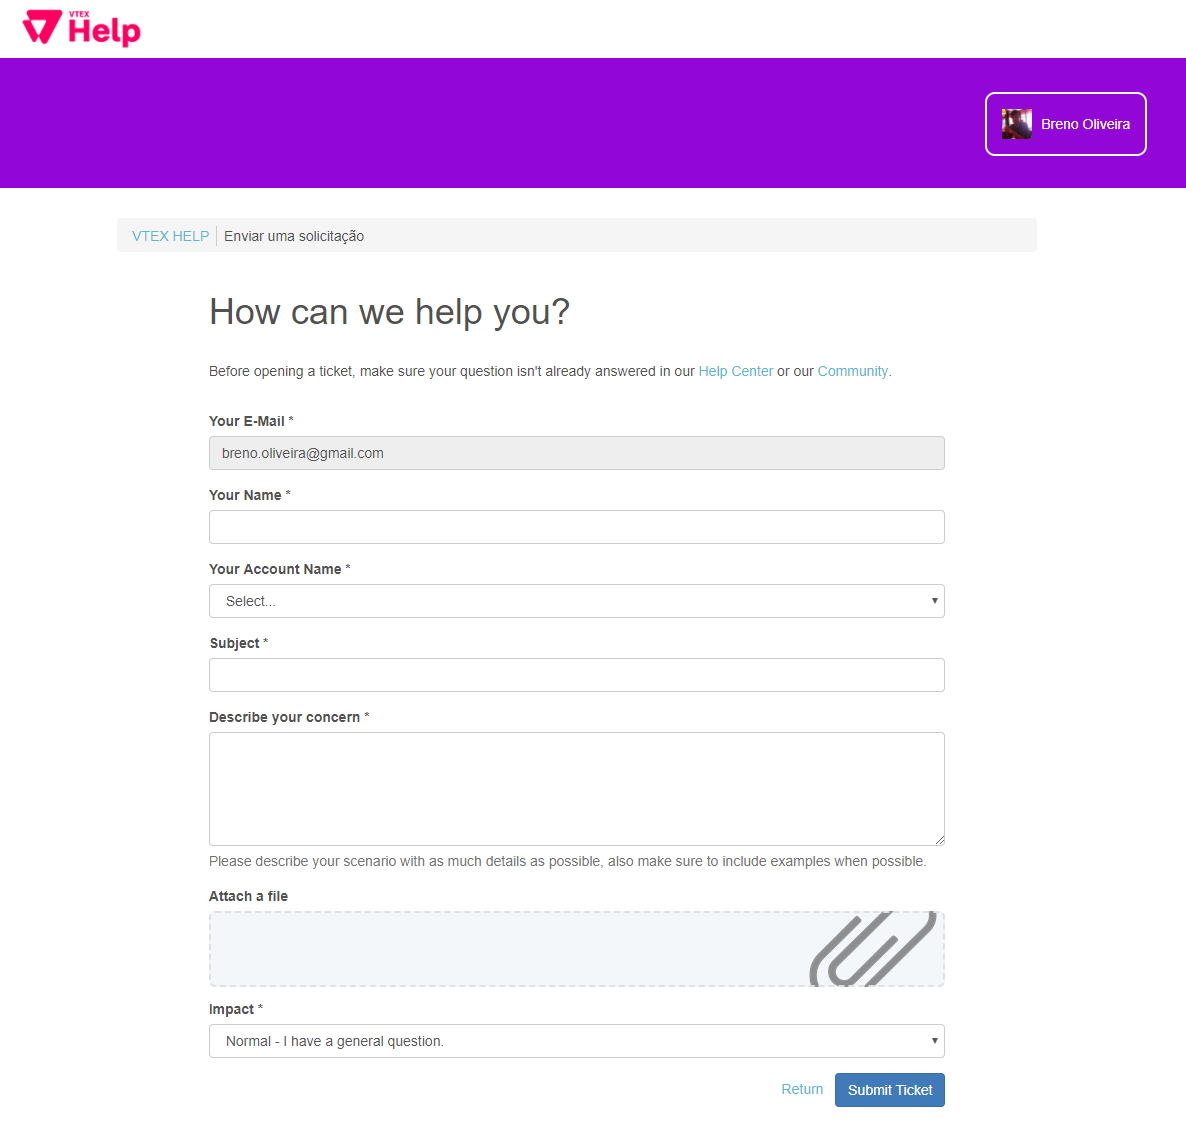 VTEX
Help
Breno Oliveira
VTEX HELP Enviar uma solicitação
How can we help you?
Before opening a ticket, make sure your question isn't already answered in our Help Center or our Community.
Your E-Mail *
breno.oliveira@gmail.com
Your Name *
Your Account Name *
Select...
Subject *
Describe your concern *
Please describe your scenario with as much details as possible, also make sure to include examples when possible.
Attach a file
Impact *
Normal - I have a general question.
Return Submit Ticket